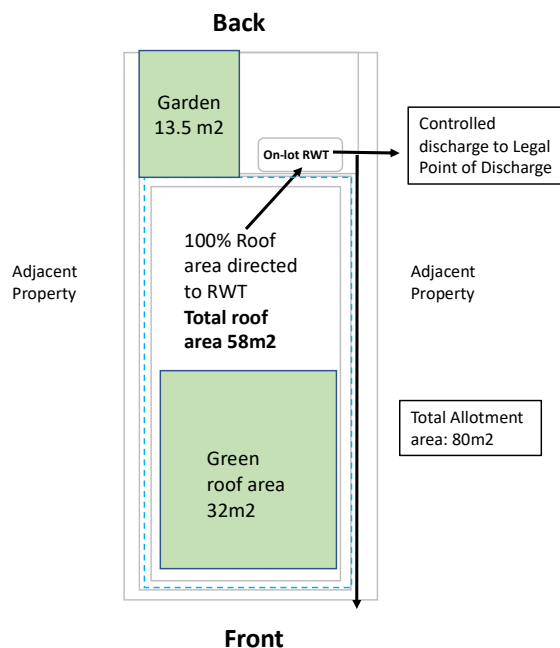 Back
Garden
13.5 m2
On-lot RWT
Controlled
discharge to Legal
Point of Discharge
100% Roof
area directed
to RWT
Total roof
area 58m2
Adjacent
Property
Adjacent
Property
Total Allotment
area: 80m2
Green
roof area
32m2
Front